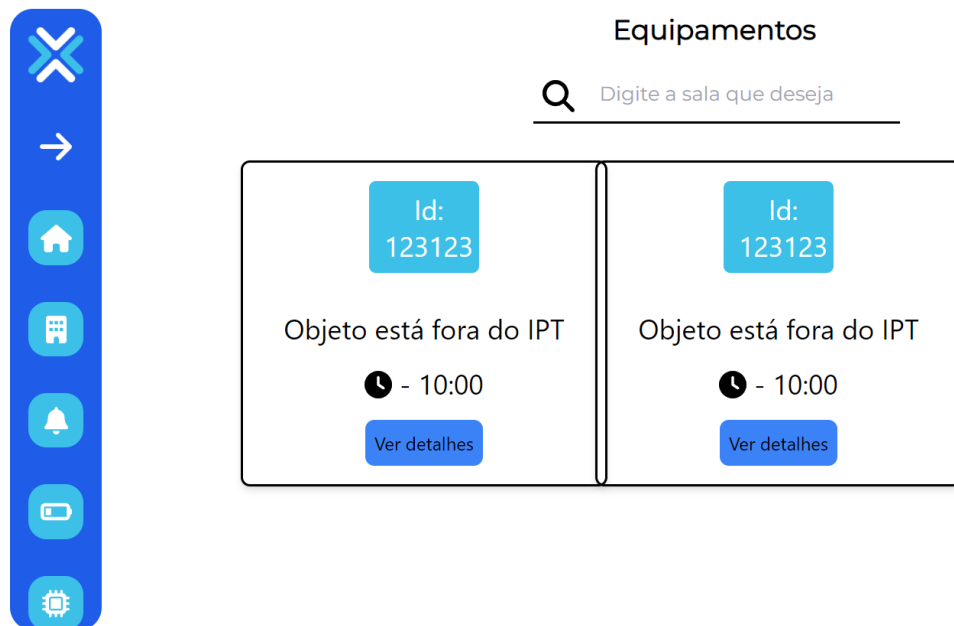 Equipamentos
Digite a sala que deseja
Id:
123123
Objeto está fora do IPT
- 10:00
Ver detalhes
Id:
123123
Objeto está fora do IPT
- 10:00
Ver detalhes